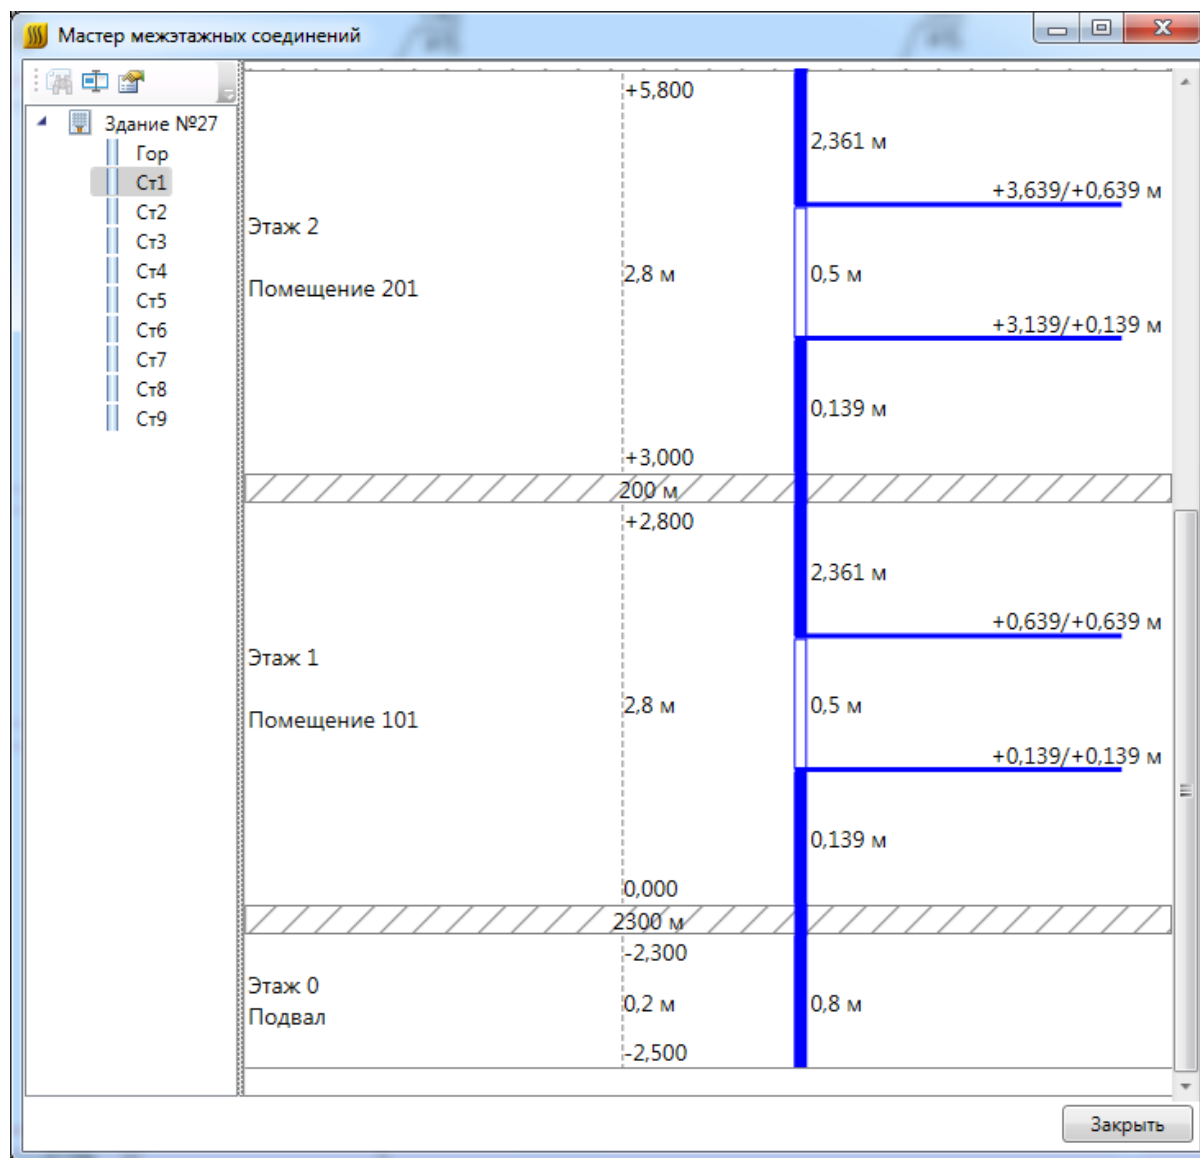 Мастер межэтажных соединений
Здание №27
Гор
Ст1
Ст2
Ст3
Ст4
Ст5
Ст6
Ст7
Ст8
Ст9
+5,800
2,361 м
+3,639/+0,639 м
Этаж 2
2,8 м
0,5 м
Помещение 201
+3,139/+0,139 м
0,139 м
+3,000
200 м
+2,800
2,361 м
+0,639/+0,639 м
Этаж 1
2,8 м
0,5 м
Помещение 101
+0,139/+0,139 м
0,139 м
0,000
2300 м
-2,300
Этаж 0
0,2 м
0,8 м
Подвал
-2,500
Закрыть